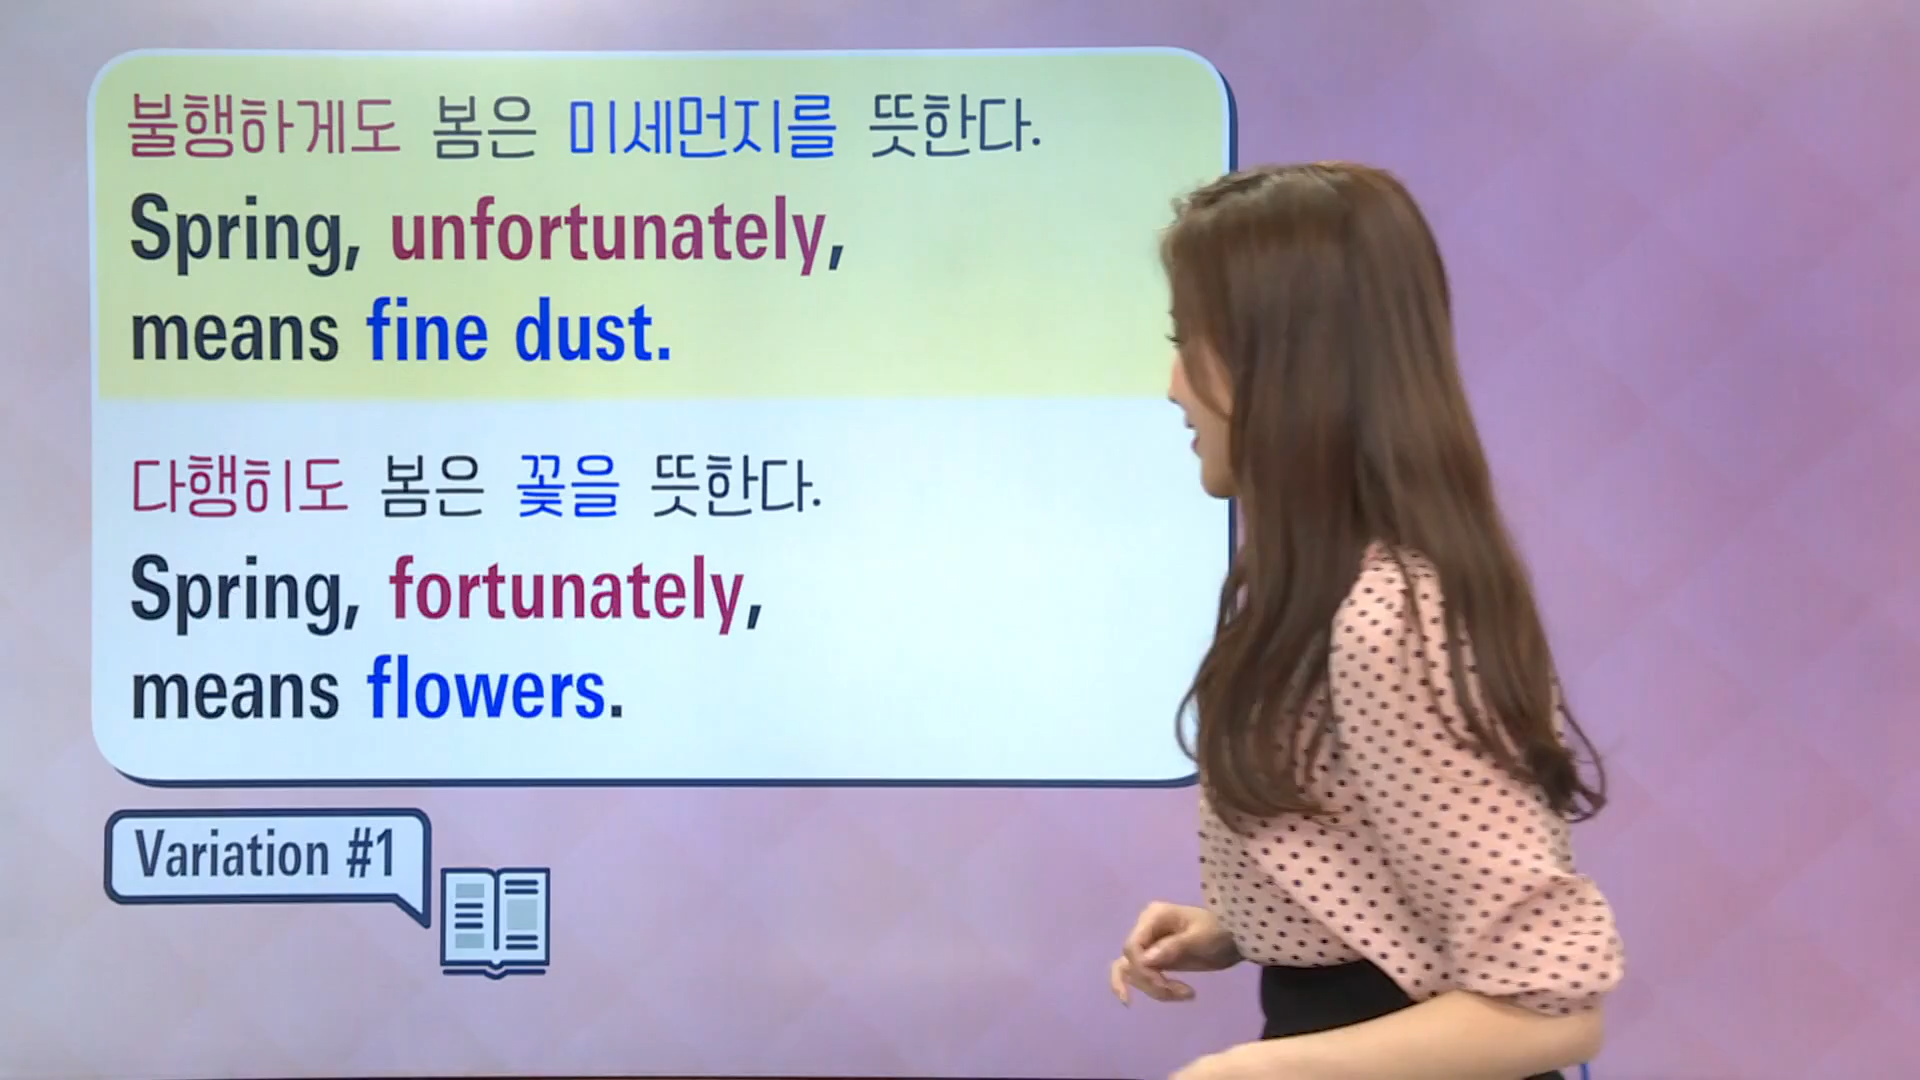 불행하게도 봄은 미세먼지를 뜻한다.
Spring, unfortunately,
means fine dust.
다행히도 봄은 꽃을 뜻한다.
Spring, fortunately,
means flowers.
Variation #1